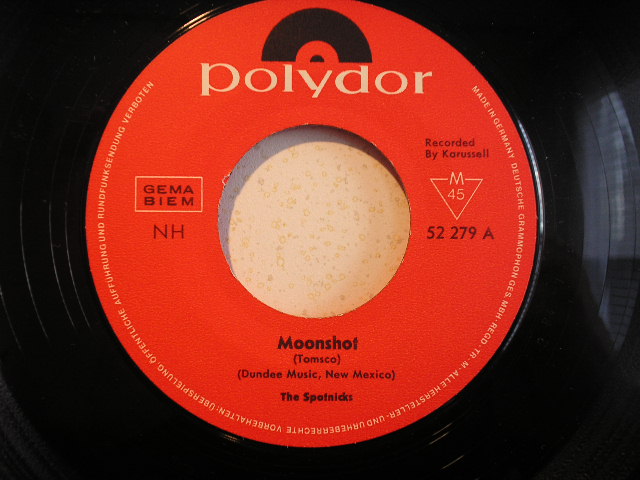 polydor
Recorded
By Karussell
GEMA
BIEM
NH
M
45
52 279 A
Moonshot
(Tomsco)
(Dundee Music, New Mexico)
The Spotnicks
MADE IN GERMANY DEUTSCHE GRAMMOPHON GES. MBH · REGD. TR. M. ALLE HERSTELLER- UND URHEBERRECHTE VORBEHALTEN · ÜBERSPIELUNG ÖFFENTLICHE AUFFÜHRUNG UND RUNDFUNKSENDUNG VERBOTEN